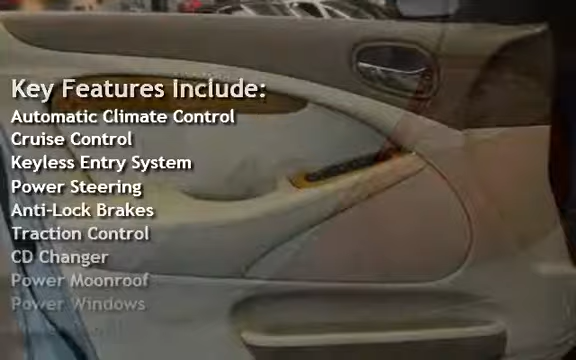 Key Features Include:
Automatic Climate Control
Cruise Control
Keyless Entry System
Power Steering
Anti-Lock Brakes
Traction Control
CD Changer
Power Moonroof
Power Windows